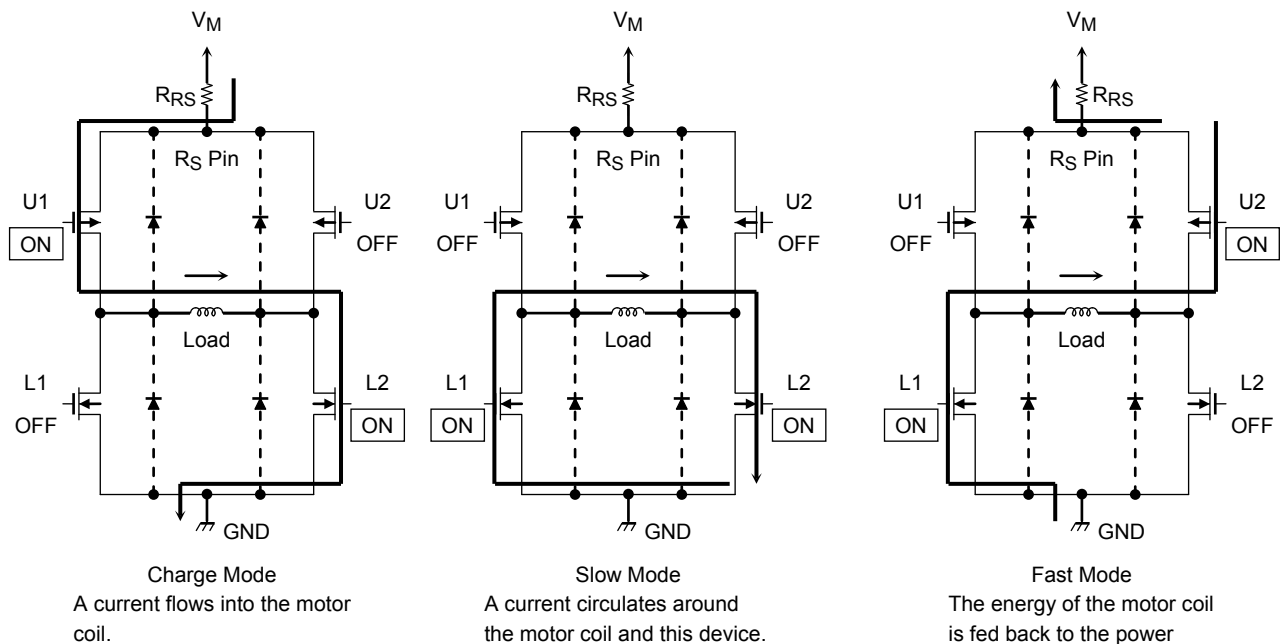 V_M
R_RS
R_S Pin
U1
ON
U2
OFF
Load
L1
OFF
L2
ON
GND
Charge Mode
A current flows into the motor
coil.
V_M
R_RS
R_S Pin
U1
OFF
U2
OFF
Load
L1
ON
L2
ON
GND
Slow Mode
A current circulates around
the motor coil and this device.
V_M
R_RS
R_S Pin
U1
OFF
U2
ON
Load
L1
ON
L2
OFF
GND
Fast Mode
The energy of the motor coil
is fed back to the power